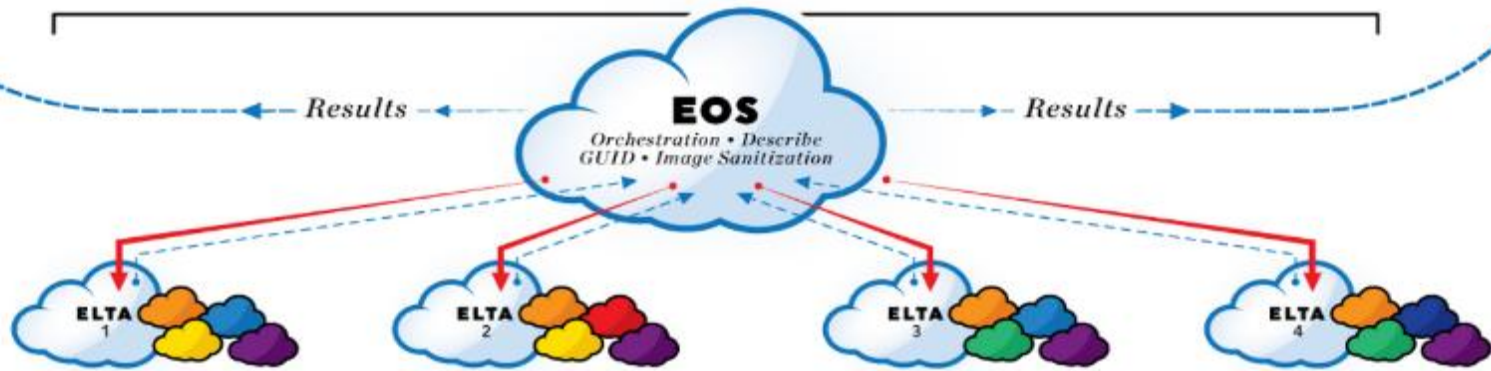 EOS
Results
Results
Orchestration • Describe
GUID • Image Sanitization
ELTA
1
ELTA
2
ELTA
3
ELTA
4